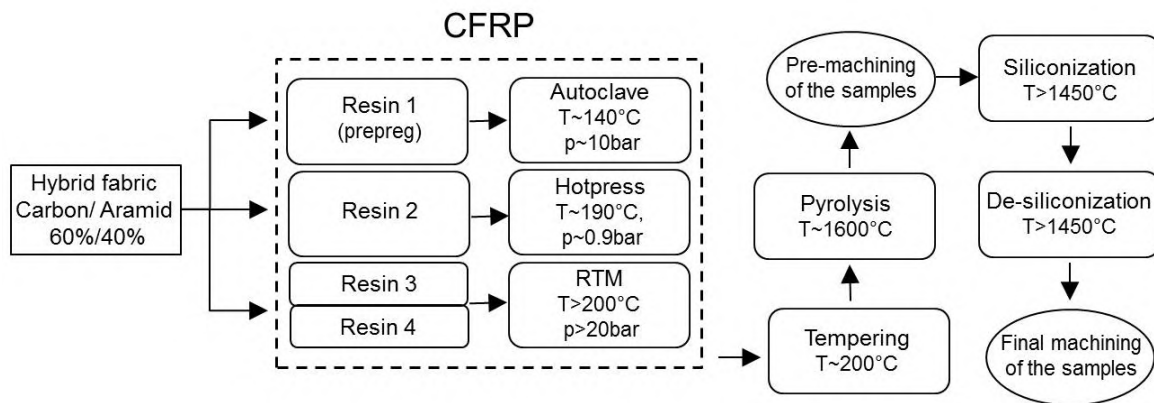 CFRP
Hybrid fabric
Carbon/ Aramid
60%/40%
Resin 1
(prepreg)
Autoclave
T~140°C
p~10bar
Resin 2
Hotpress
T~190°C,
p~0.9bar
Resin 3
Resin 4
RTM
T>200°C
p>20bar
Tempering
T~200°C
Pyrolysis
T~1600°C
Pre-machining
of the samples
Siliconization
T>1450°C
De-siliconization
T>1450°C
Final machining
of the samples